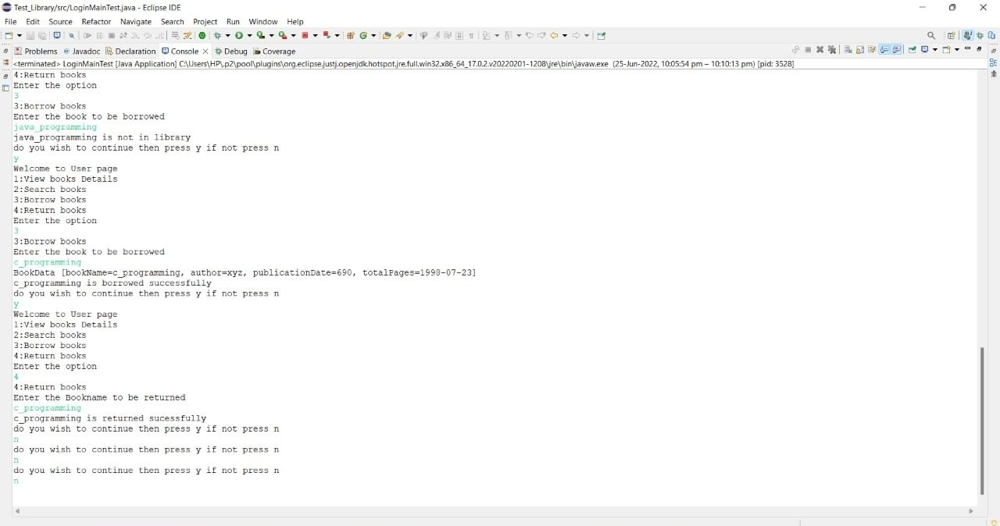 Test_Library/src/LoginMainTest.java - Eclipse IDE
File Edit Source Refactor Navigate Search Project Run Window Help
Problems Javadoc Declaration Console Debug Coverage
<terminated> LoginMainTest [Java Application] C:\Users\HP\.p2\pool\plugins\org.eclipse.justj.openjdk.hotspot.jre.full.win32.x86_64_17.0.2.v20220201-1208\jre\bin\javaw.exe (25-Jun-2022, 10:05:54 pm – 10:10:13 pm) [pid: 3528]
4:Return books
Enter the option
3
3:Borrow books
Enter the book to be borrowed
java_programming
java_programming is not in library
do you wish to continue then press y if not press n
y
Welcome to User page
1:View books Details
2:Search books
3:Borrow books
4:Return books
Enter the option
3
3:Borrow books
Enter the book to be borrowed
c_programming
BookData [bookName=c_programming, author=xyz, publicationDate=690, totalPages=1998-07-23]
c_programming is borrowed successfully
do you wish to continue then press y if not press n
y
Welcome to User page
1:View books Details
2:Search books
3:Borrow books
4:Return books
Enter the option
4
4:Return books
Enter the Bookname to be returned
c_programming
c_programming is returned sucessfully
do you wish to continue then press y if not press n
n
do you wish to continue then press y if not press n
n
do you wish to continue then press y if not press n
n